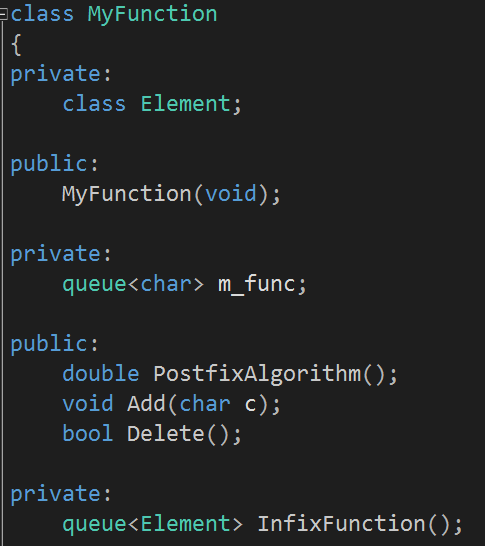 class MyFunction
{
private:
    class Element;

public:
    MyFunction(void);

private:
    queue<char> m_func;

public:
    double PostfixAlgorithm();
    void Add(char c);
    bool Delete();

private:
    queue<Element> InfixFunction();